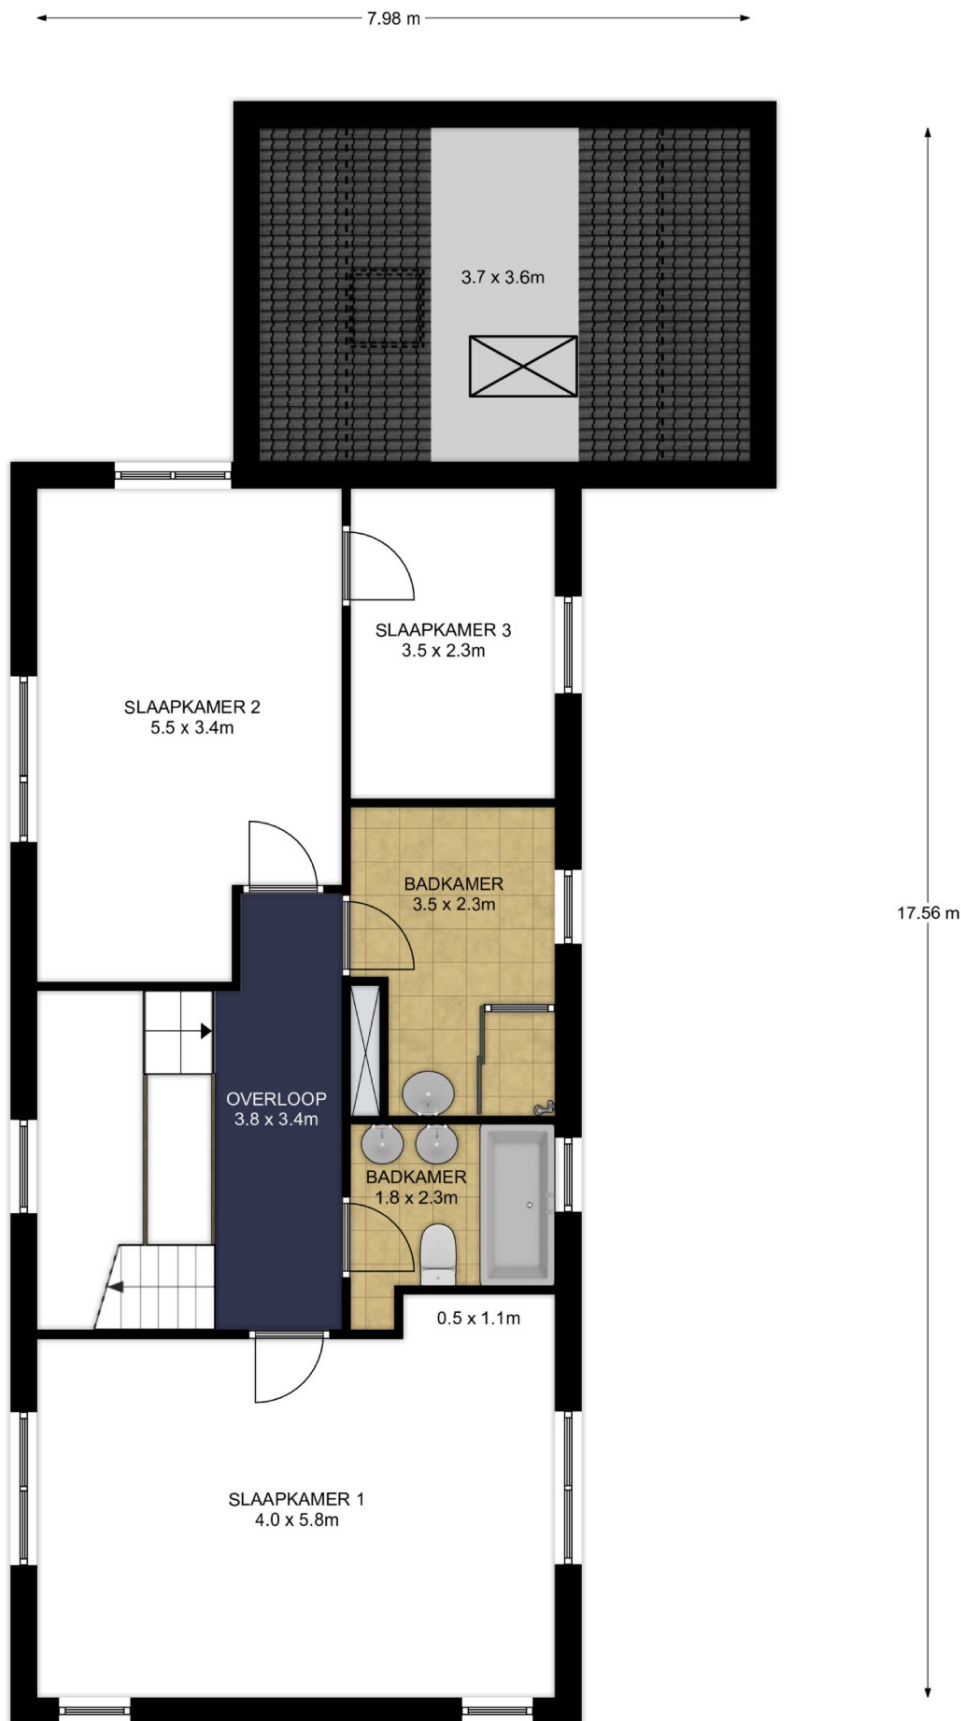 7.98 m
3.7 x 3.6m
SLAAPKAMER 3
3.5 x 2.3m
SLAAPKAMER 2
5.5 x 3.4m
BADKAMER
3.5 x 2.3m
17.56 m
OVERLOOP
3.8 x 3.4m
BADKAMER
1.8 x 2.3m
0.5 x 1.1m
SLAAPKAMER 1
4.0 x 5.8m